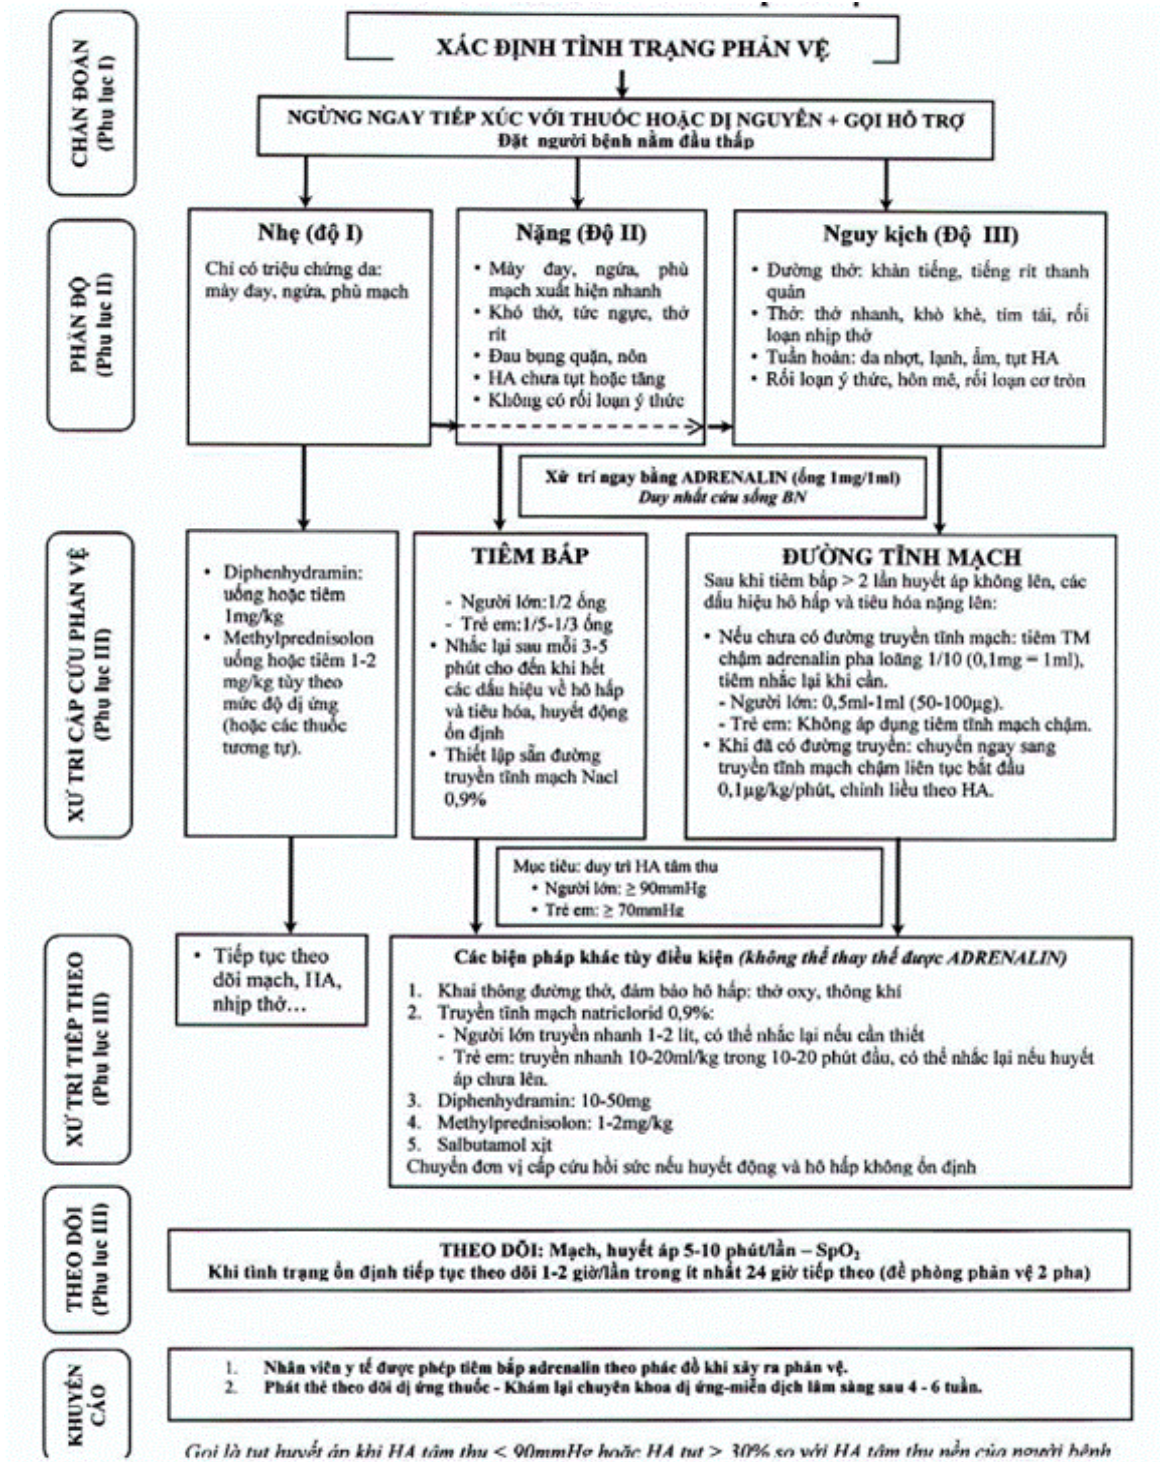 XÁC ĐỊNH TÌNH TRẠNG PHẢN VỆ
CHẨN ĐOÁN
(Phụ lục I)
NGỪNG NGAY TIẾP XÚC VỚI THUỐC HOẶC DỊ NGUYÊN + GỌI HỖ TRỢ
Đặt người bệnh nằm đầu thấp
PHÂN ĐỘ
(Phụ lục II)
Nhẹ (độ I)
Chỉ có triệu chứng da:
mày đay, ngứa, phù mạch
Nặng (Độ II)
• Mày đay, ngứa, phù
mạch xuất hiện nhanh
• Khó thở, tức ngực, thở
rít
• Đau bụng quặn, nôn
• HA chưa tụt hoặc tăng
• Không có rối loạn ý thức
Nguy kịch (Độ III)
• Đường thở: khàn tiếng, tiếng rít thanh
quản
• Thở: thở nhanh, khò khè, tím tái, rối
loạn nhịp thở
• Tuần hoàn: da nhợt, lạnh, ẩm, tụt HA
• Rối loạn ý thức, hôn mê, rối loạn cơ tròn
Xử trí ngay bằng ADRENALIN (ống 1mg/1ml)
Duy nhất cứu sống BN
XỬ TRÍ CẤP CỨU PHẢN VỆ
(Phụ lục III)
• Diphenhydramin:
uống hoặc tiêm
1mg/kg
• Methylprednisolon
uống hoặc tiêm 1-2
mg/kg tùy theo
mức độ dị ứng
(hoặc các thuốc
tương tự).
TIÊM BẮP
- Người lớn:1/2 ống
- Trẻ em:1/5-1/3 ống
• Nhắc lại sau mỗi 3-5
phút cho đến khi hết
các dấu hiệu về hô hấp
và tiêu hóa, huyết động
ổn định
• Thiết lập sẵn đường
truyền tĩnh mạch Nacl
0,9%
ĐƯỜNG TĨNH MẠCH
Sau khi tiêm bắp > 2 lần huyết áp không lên, các
dấu hiệu hô hấp và tiêu hóa nặng lên:
• Nếu chưa có đường truyền tĩnh mạch: tiêm TM
chậm adrenalin pha loãng 1/10 (0,1mg = 1ml),
tiêm nhắc lại khi cần.
- Người lớn: 0,5ml-1ml (50-100µg).
- Trẻ em: Không áp dụng tiêm tĩnh mạch chậm.
• Khi đã có đường truyền: chuyển ngay sang
truyền tĩnh mạch chậm liên tục bắt đầu
0,1µg/kg/phút, chỉnh liều theo HA.
Mục tiêu: duy trì HA tâm thu
• Người lớn: ≥ 90mmHg
• Trẻ em: ≥ 70mmHg
XỬ TRÍ TIẾP THEO
(Phụ lục III)
• Tiếp tục theo
dõi mạch, HA,
nhịp thở…
Các biện pháp khác tùy điều kiện (không thể thay thế được ADRENALIN)
1. Khai thông đường thở, đảm bảo hô hấp: thở oxy, thông khí
2. Truyền tĩnh mạch natriclorid 0,9%:
- Người lớn truyền nhanh 1-2 lít, có thể nhắc lại nếu cần thiết
- Trẻ em: truyền nhanh 10-20ml/kg trong 10-20 phút đầu, có thể nhắc lại nếu huyết
áp chưa lên.
3. Diphenhydramin: 10-50mg
4. Methylprednisolon: 1-2mg/kg
5. Salbutamol xịt
Chuyển đơn vị cấp cứu hồi sức nếu huyết động và hô hấp không ổn định
THEO DÕI
(Phụ lục III)
THEO DÕI: Mạch, huyết áp 5-10 phút/lần – SpO₂
Khi tình trạng ổn định tiếp tục theo dõi 1-2 giờ/lần trong ít nhất 24 giờ tiếp theo (đề phòng phản vệ 2 pha)
KHUYẾN
CÁO
1. Nhân viên y tế được phép tiêm bắp adrenalin theo phác đồ khi xảy ra phản vệ.
2. Phát thẻ theo dõi dị ứng thuốc - Khám lại chuyên khoa dị ứng-miễn dịch lâm sàng sau 4 - 6 tuần.
Gọi là tụt huyết áp khi HA tâm thu < 90mmHg hoặc HA tụt > 30% so với HA tâm thu nền của người bệnh